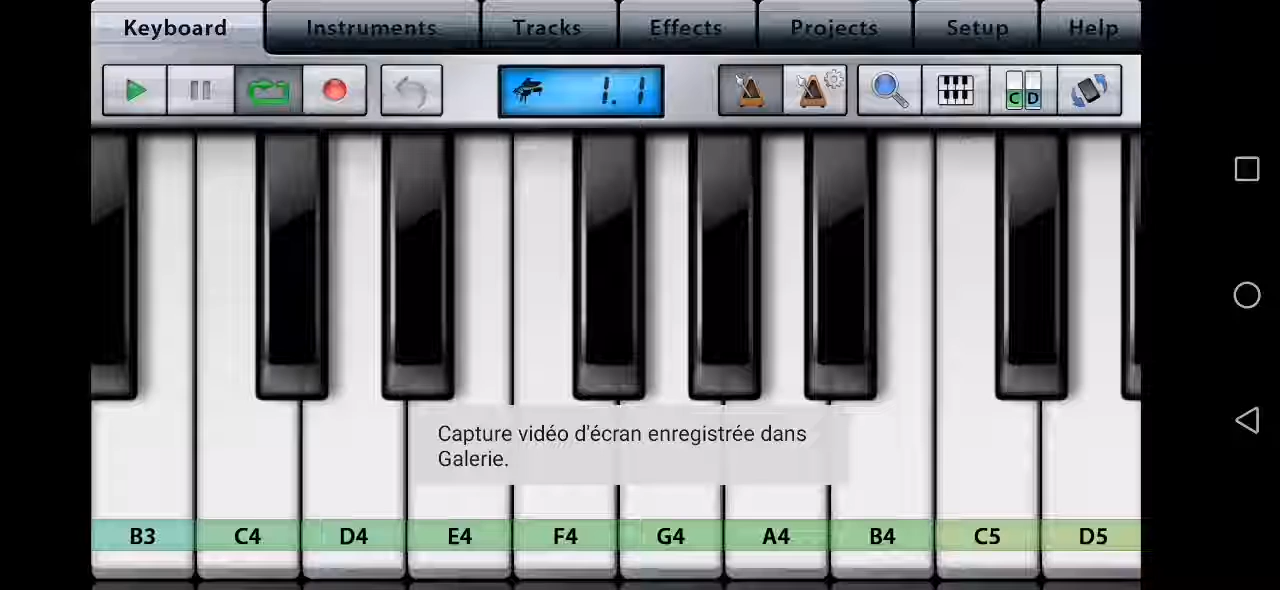 Keyboard Instruments Tracks Effects Projects Setup Help
1.1
C D
Capture vidéo d'écran enregistrée dans
Galerie.
B3 C4 D4 E4 F4 G4 A4 B4 C5 D5